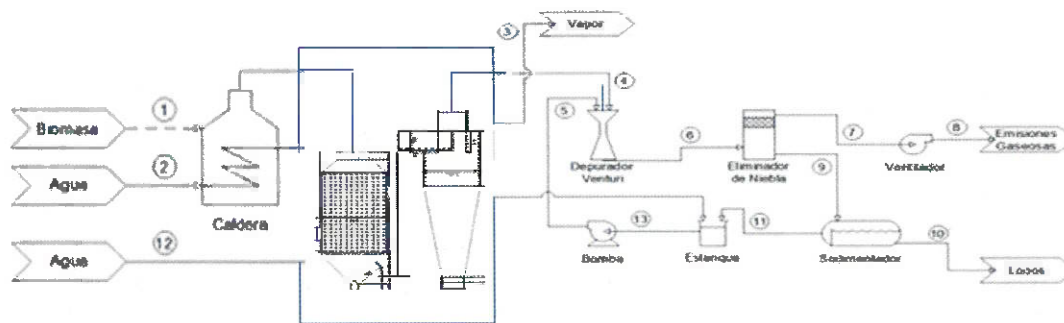 3
Vapor
1
Biomasa
2
Agua
Caldera
12
Agua
4
5
Depurador
Venturi
6
Eliminador
de Niebla
7
Ventilador
8
Emisiones
Gaseosas
9
13
Bomba
Estanque
11
Sedimentador
10
Lodos